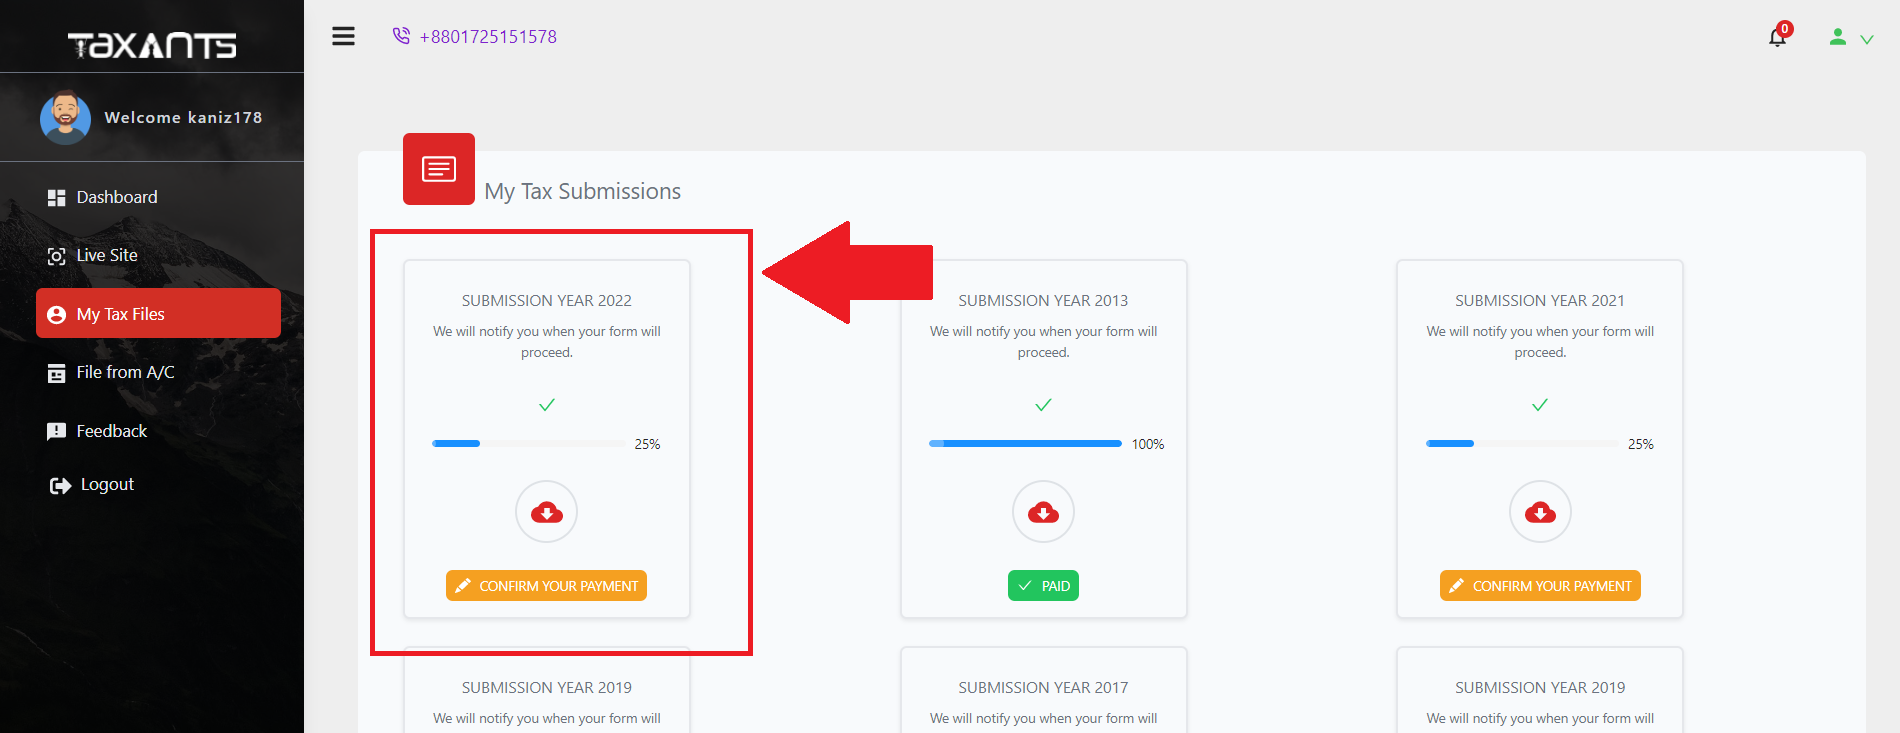 TAXANTS
+8801725151578
0
Welcome kaniz178
Dashboard
Live Site
My Tax Files
File from A/C
Feedback
Logout
My Tax Submissions
SUBMISSION YEAR 2022
We will notify you when your form will
proceed.
25%
CONFIRM YOUR PAYMENT
SUBMISSION YEAR 2013
We will notify you when your form will
proceed.
100%
PAID
SUBMISSION YEAR 2021
We will notify you when your form will
proceed.
25%
CONFIRM YOUR PAYMENT
SUBMISSION YEAR 2019
We will notify you when your form will
SUBMISSION YEAR 2017
We will notify you when your form will
SUBMISSION YEAR 2019
We will notify you when your form will